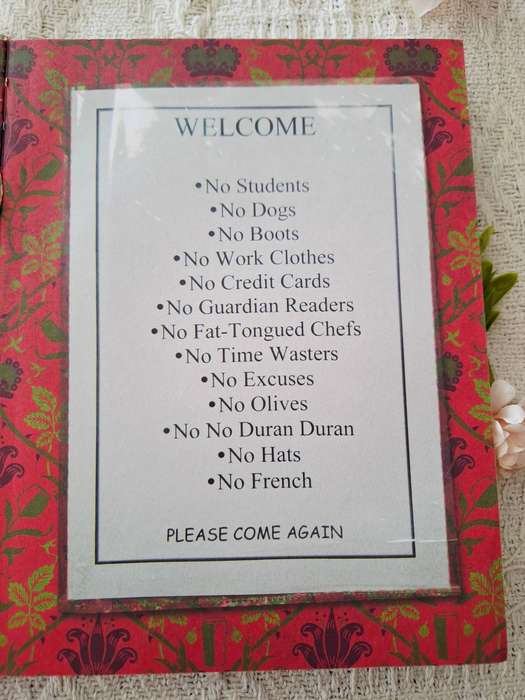 WELCOME
•No Students
•No Dogs
•No Boots
•No Work Clothes
•No Credit Cards
•No Guardian Readers
•No Fat-Tongued Chefs
•No Time Wasters
•No Excuses
•No Olives
•No No Duran Duran
•No Hats
•No French
PLEASE COME AGAIN